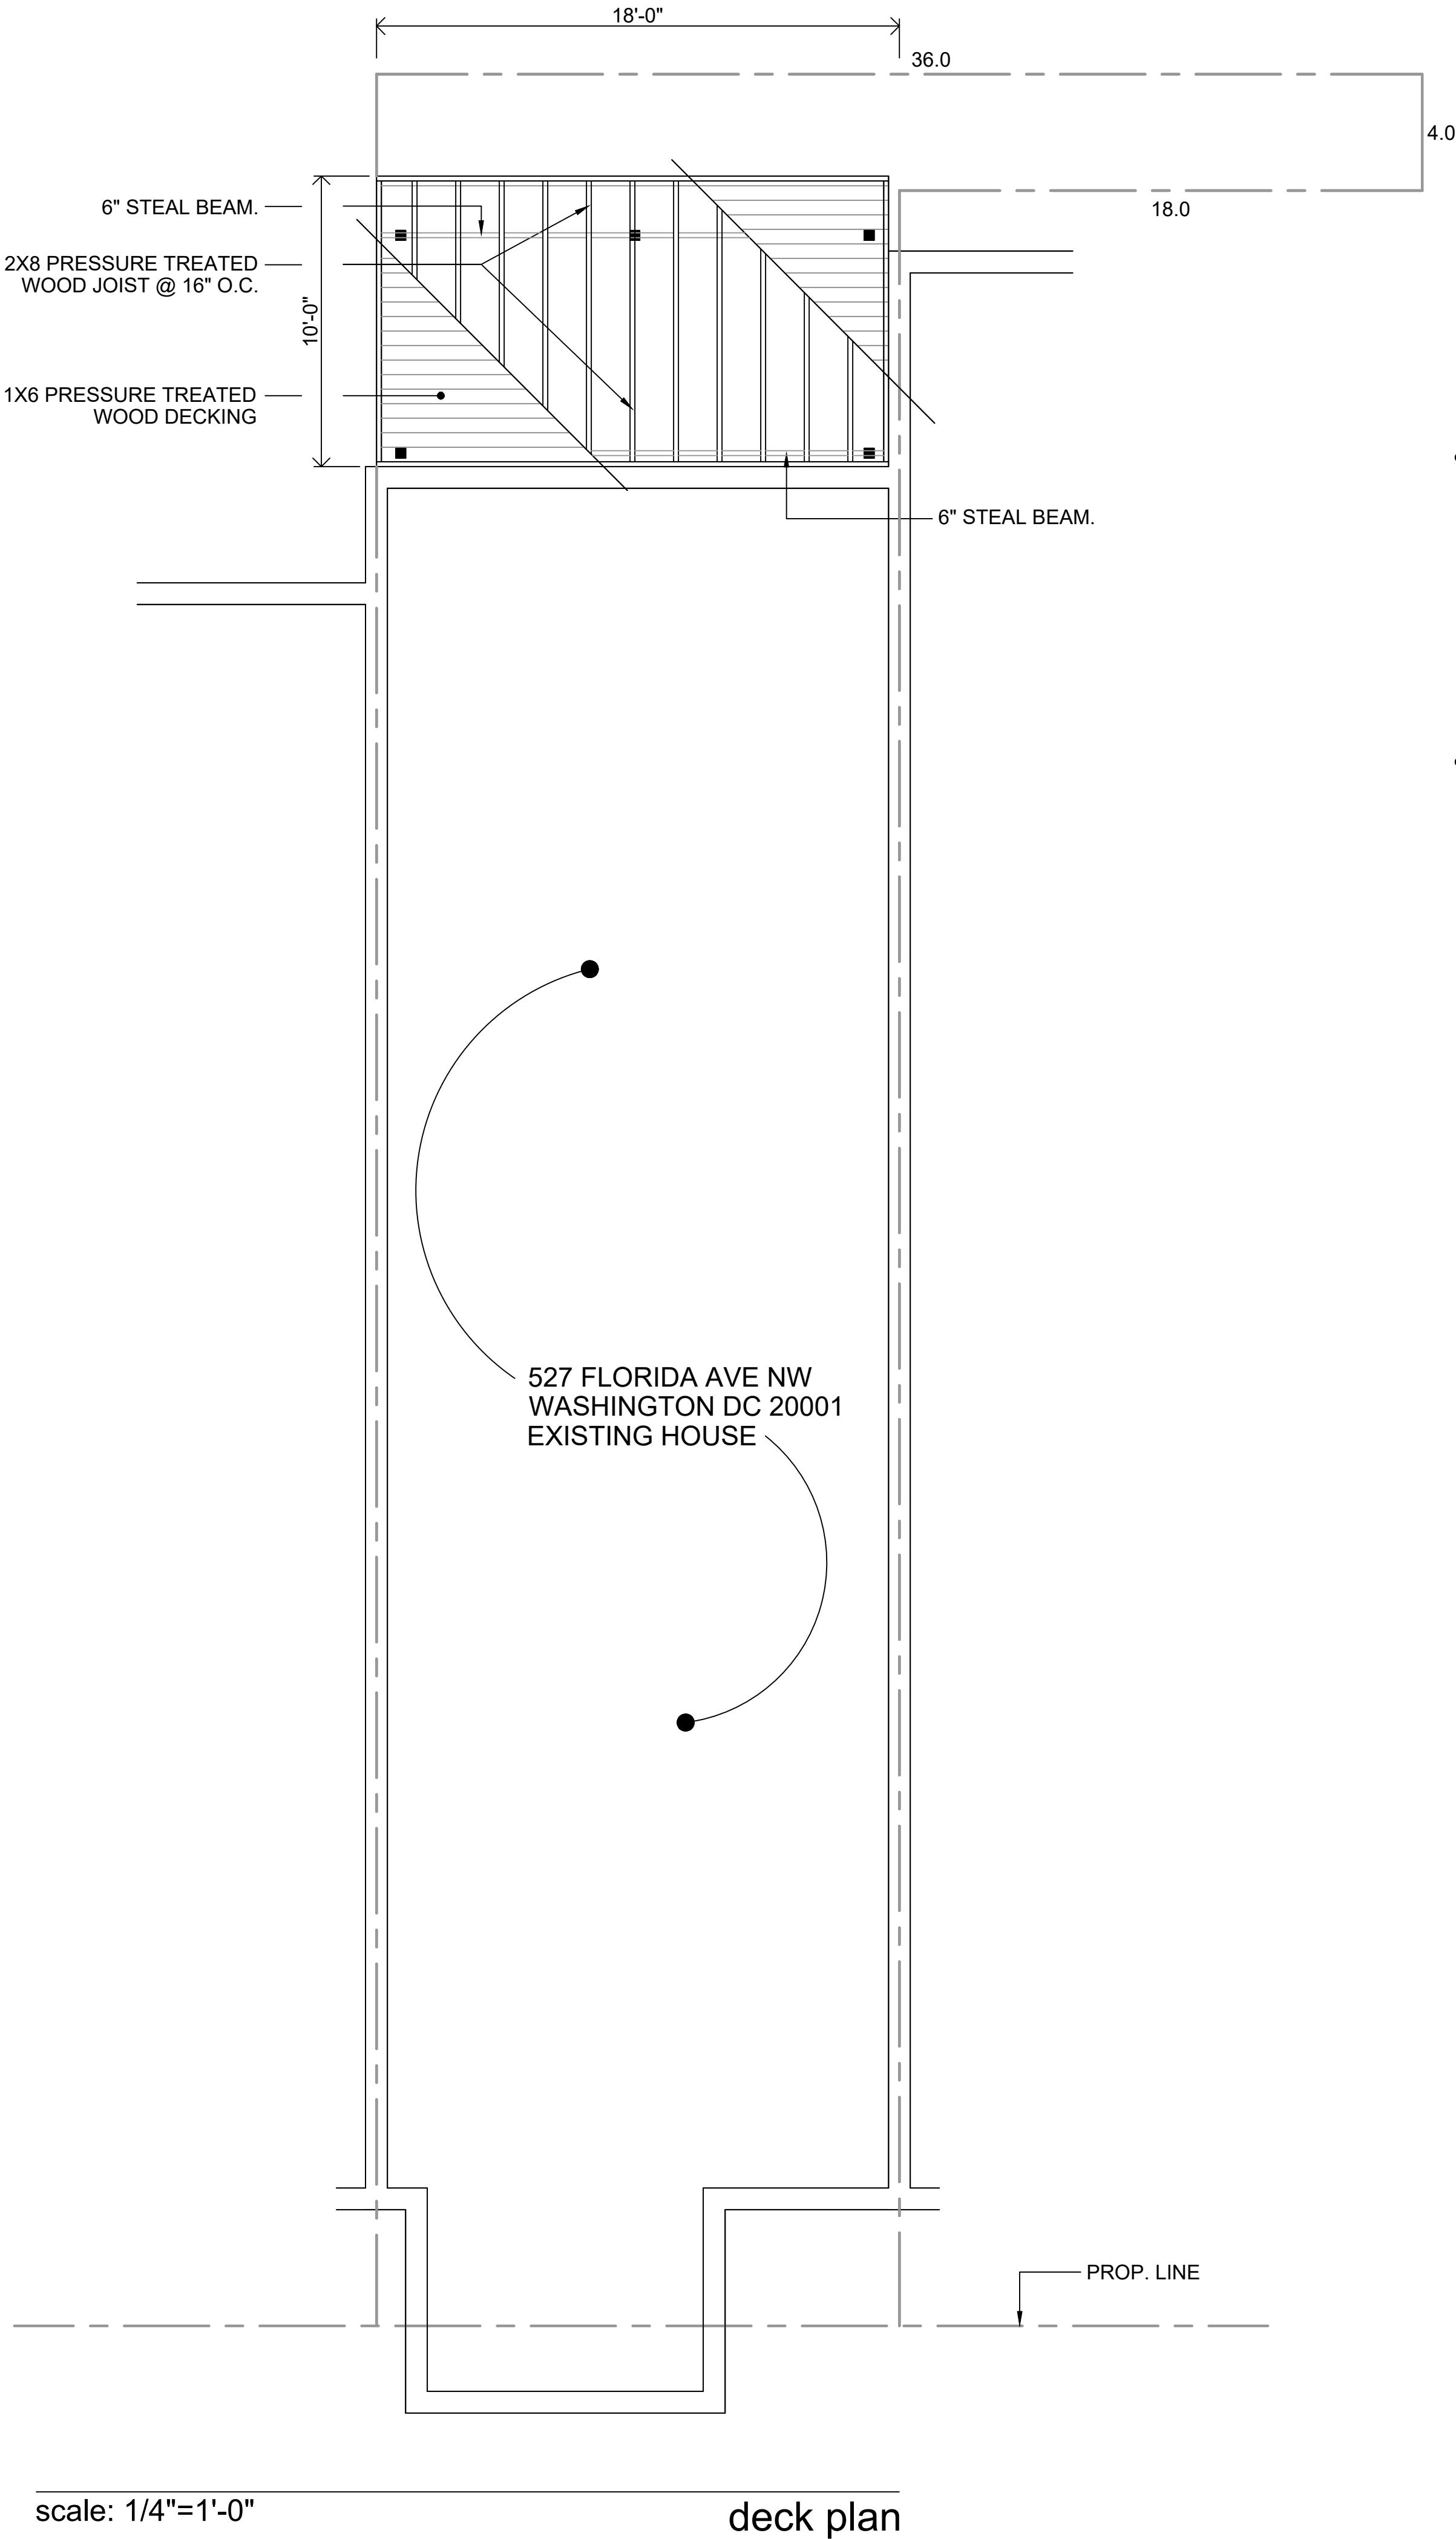 18'-0"
36.0
4.0
18.0
6" STEAL BEAM.
2X8 PRESSURE TREATED
WOOD JOIST @ 16" O.C.
10'-0"
1X6 PRESSURE TREATED
WOOD DECKING
6" STEAL BEAM.
527 FLORIDA AVE NW
WASHINGTON DC 20001
EXISTING HOUSE
PROP. LINE
scale: 1/4"=1'-0"
deck plan